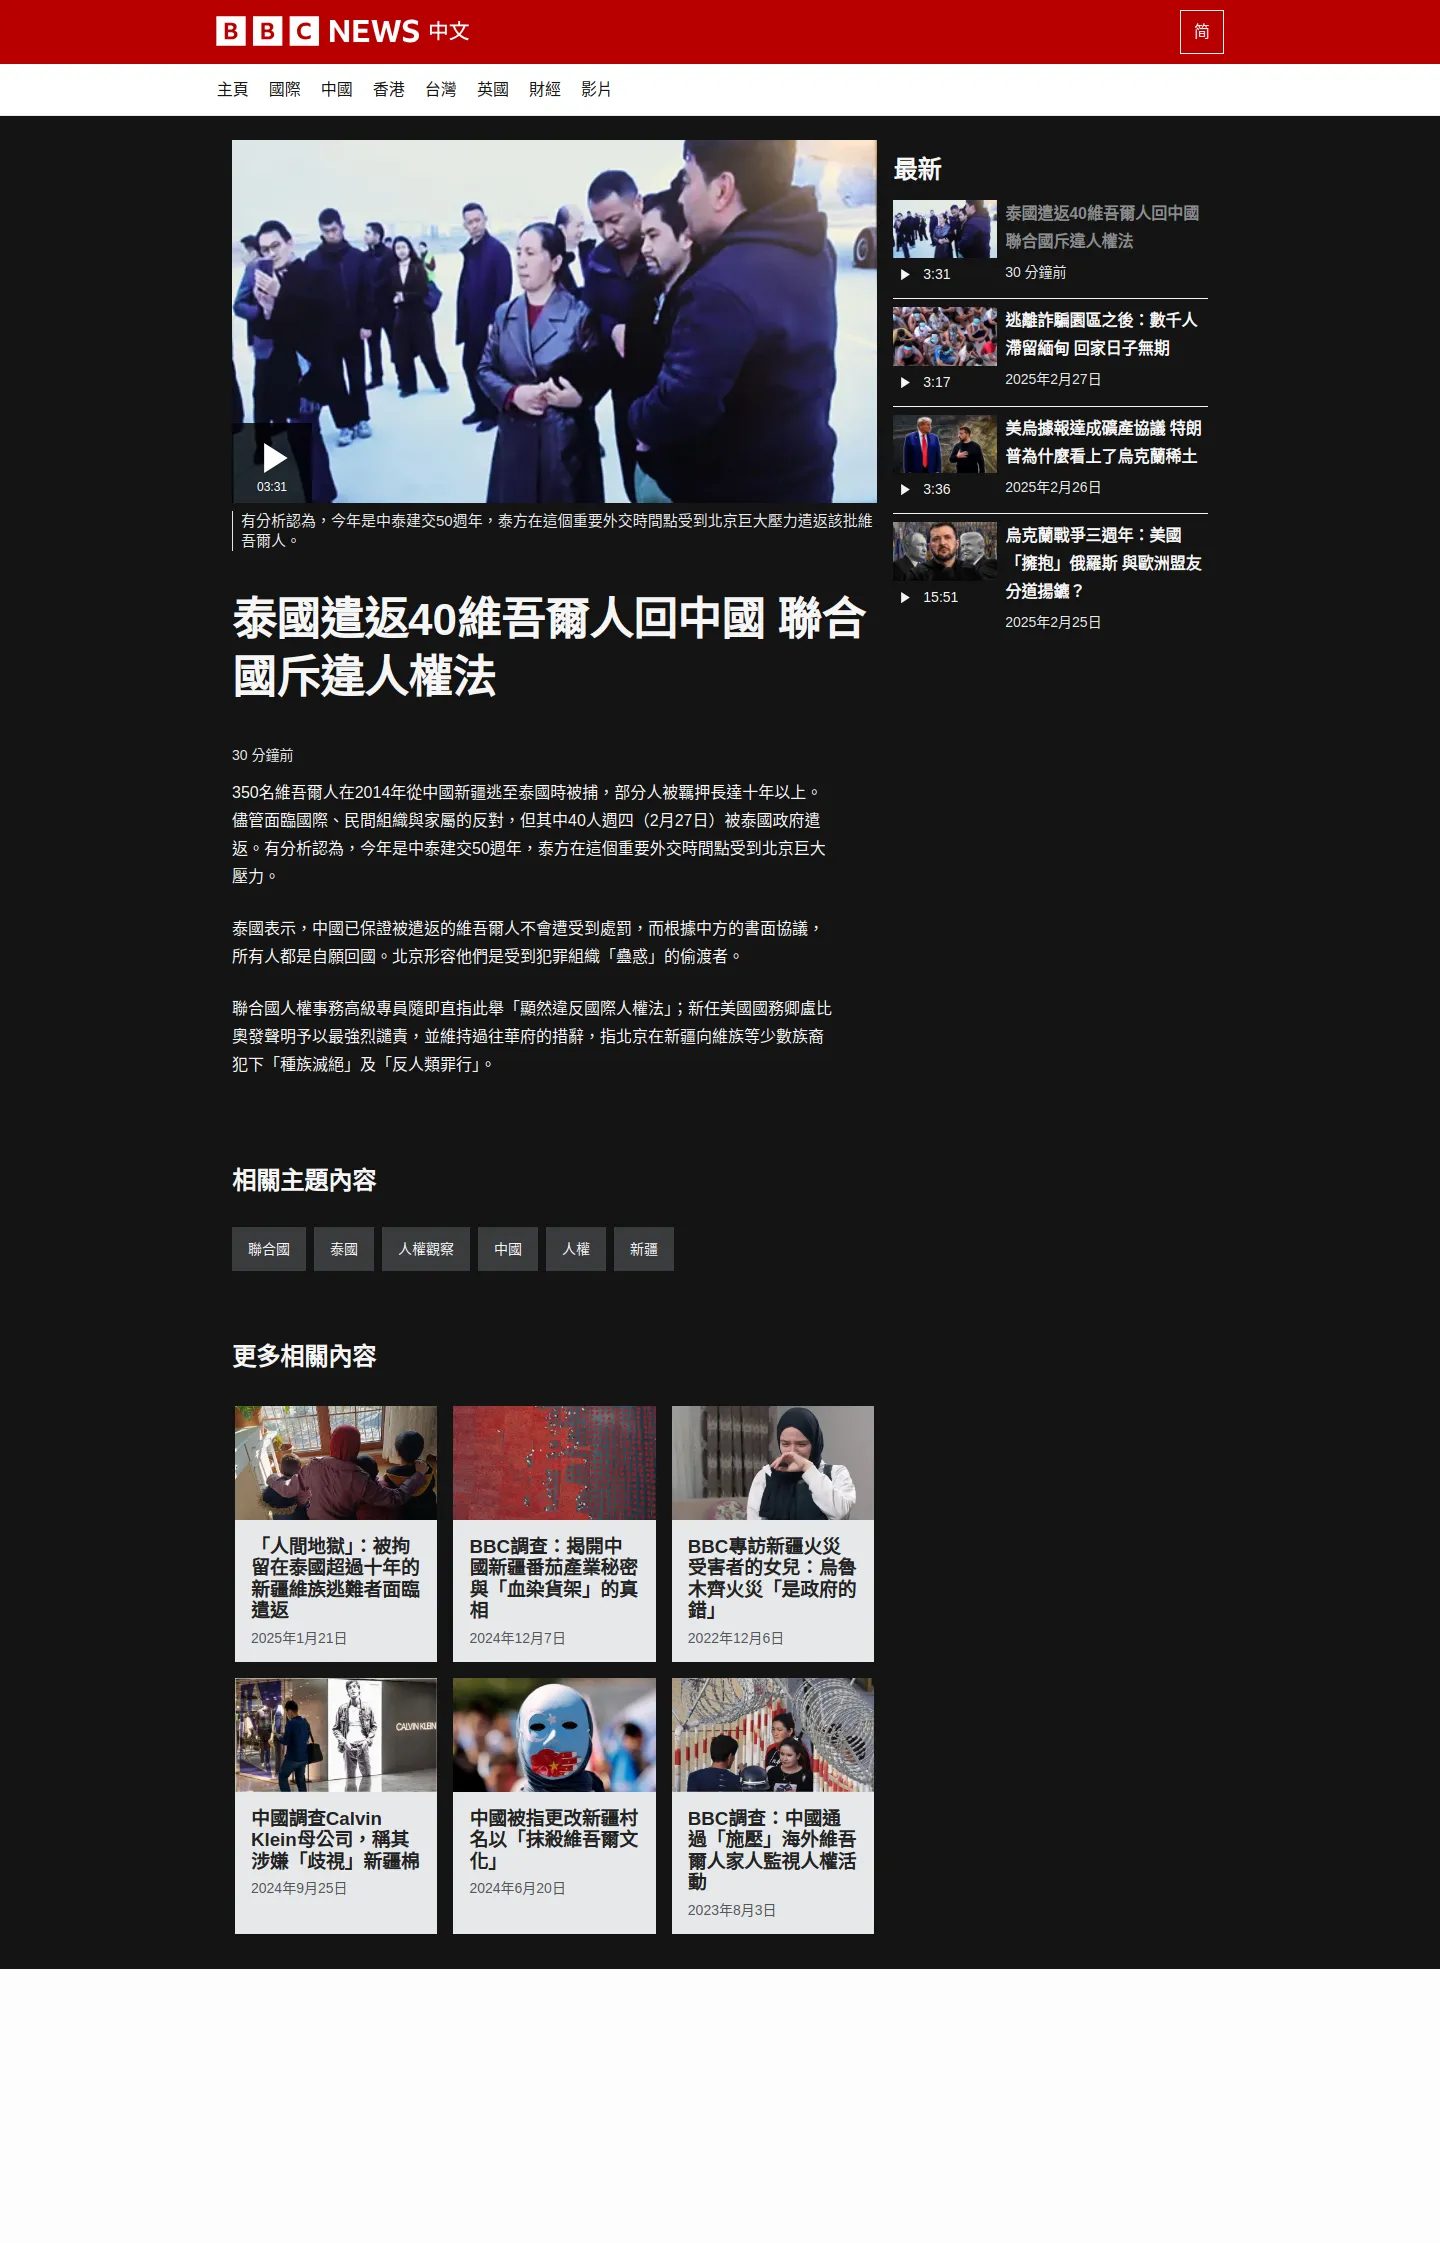 BBC NEWS 中文
简
主頁 國際 中國 香港 台灣 英國 財經 影片
03:31
有分析認為，今年是中泰建交50週年，泰方在這個重要外交時間點受到北京巨大壓力遣返該批維
吾爾人。
泰國遣返40維吾爾人回中國 聯合
國斥違人權法
30 分鐘前
350名維吾爾人在2014年從中國新疆逃至泰國時被捕，部分人被羈押長達十年以上。
儘管面臨國際、民間組織與家屬的反對，但其中40人週四（2月27日）被泰國政府遣
返。有分析認為，今年是中泰建交50週年，泰方在這個重要外交時間點受到北京巨大
壓力。
泰國表示，中國已保證被遣返的維吾爾人不會遭受到處罰，而根據中方的書面協議，
所有人都是自願回國。北京形容他們是受到犯罪組織「蠱惑」的偷渡者。
聯合國人權事務高級專員隨即直指此舉「顯然違反國際人權法」；新任美國國務卿盧比
奧發聲明予以最強烈譴責，並維持過往華府的措辭，指北京在新疆向維族等少數族裔
犯下「種族滅絕」及「反人類罪行」。
最新
泰國遣返40維吾爾人回中國
聯合國斥違人權法
3:31
30 分鐘前
逃離詐騙園區之後：數千人
滯留緬甸 回家日子無期
3:17
2025年2月27日
美烏據報達成礦產協議 特朗
普為什麼看上了烏克蘭稀土
3:36
2025年2月26日
烏克蘭戰爭三週年：美國
「擁抱」俄羅斯 與歐洲盟友
分道揚鑣？
15:51
2025年2月25日
相關主題內容
聯合國 泰國 人權觀察 中國 人權 新疆
更多相關內容
「人間地獄」：被拘
留在泰國超過十年的
新疆維族逃難者面臨
遣返
2025年1月21日
BBC調查：揭開中
國新疆番茄產業秘密
與「血染貨架」的真
相
2024年12月7日
BBC專訪新疆火災
受害者的女兒：烏魯
木齊火災「是政府的
錯」
2022年12月6日
CALVIN KLEIN
中國調查Calvin
Klein母公司，稱其
涉嫌「歧視」新疆棉
2024年9月25日
中國被指更改新疆村
名以「抹殺維吾爾文
化」
2024年6月20日
BBC調查：中國通
過「施壓」海外維吾
爾人家人監視人權活
動
2023年8月3日